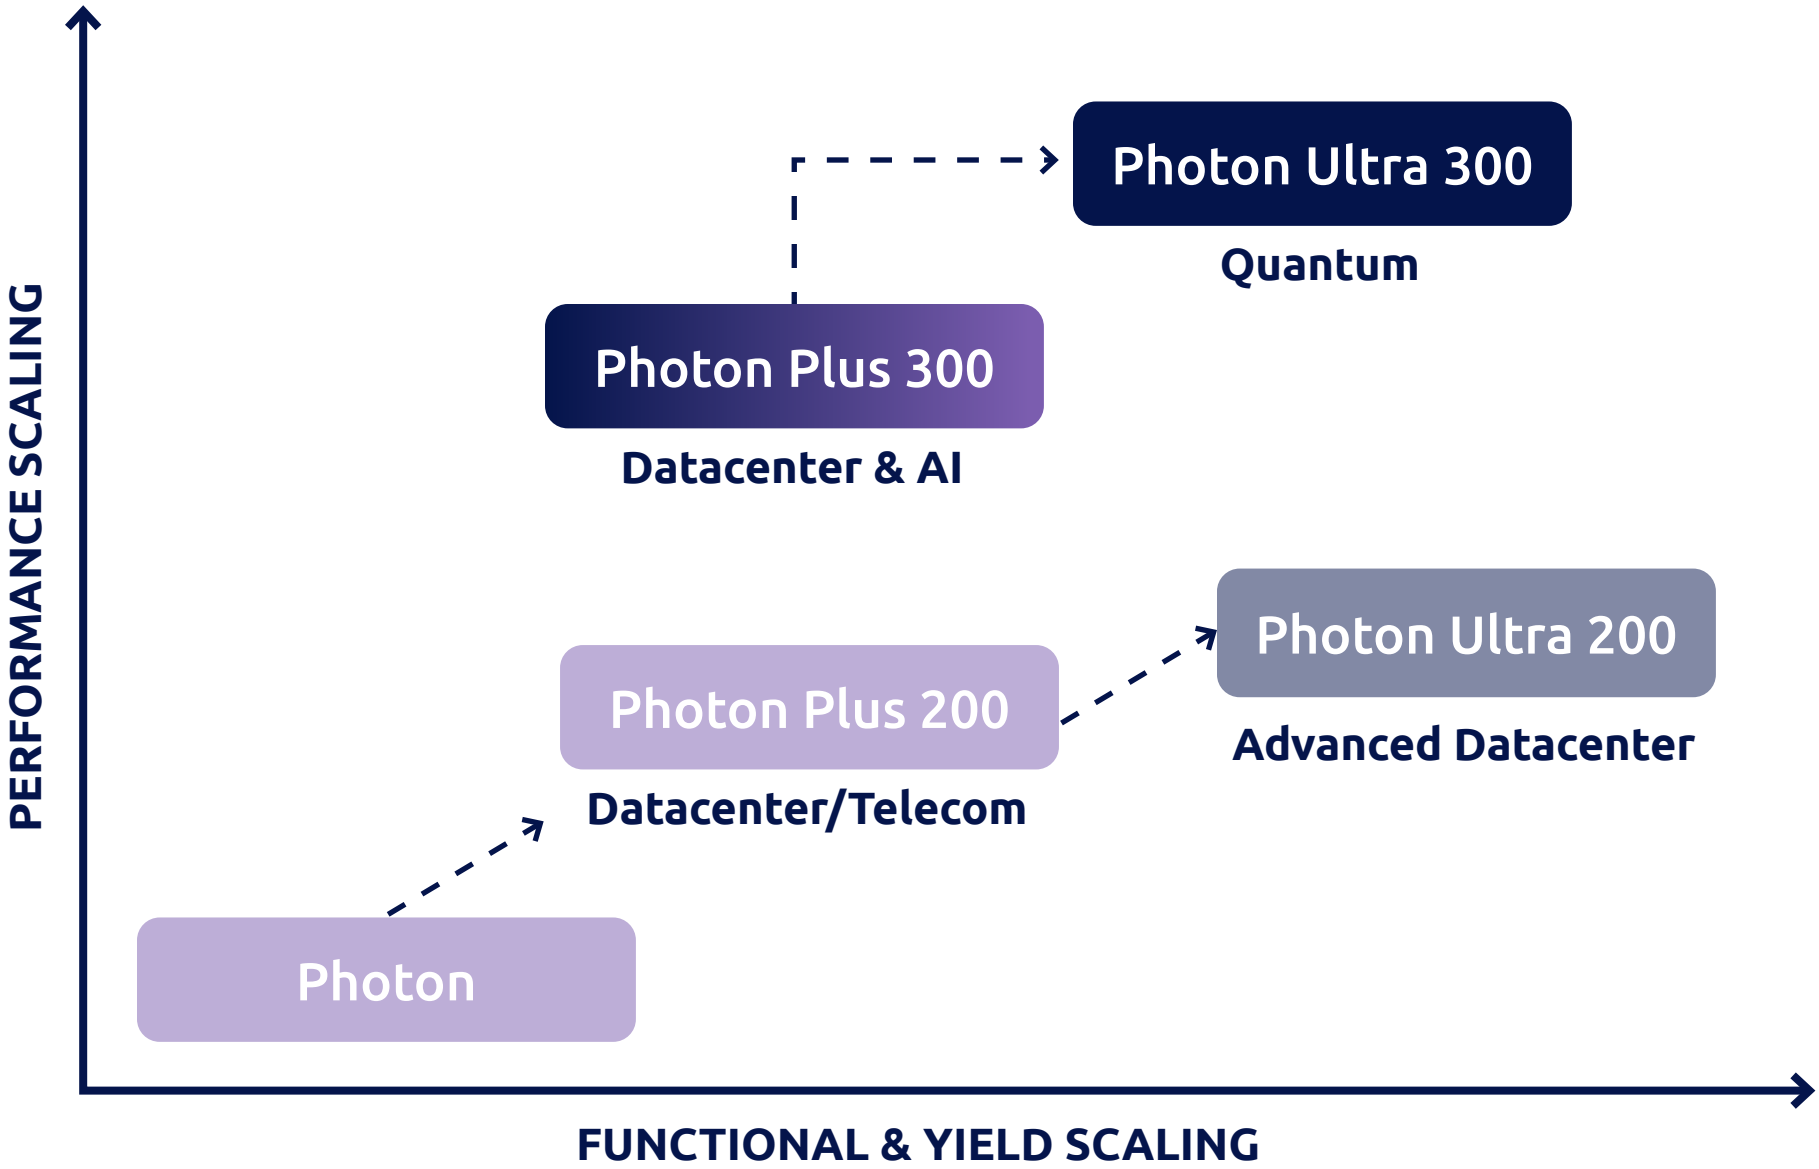 Photon Ultra 300
Quantum
Photon Plus 300
Datacenter & AI
Photon Ultra 200
Advanced Datacenter
Photon Plus 200
Datacenter/Telecom
Photon
PERFORMANCE SCALING
FUNCTIONAL & YIELD SCALING